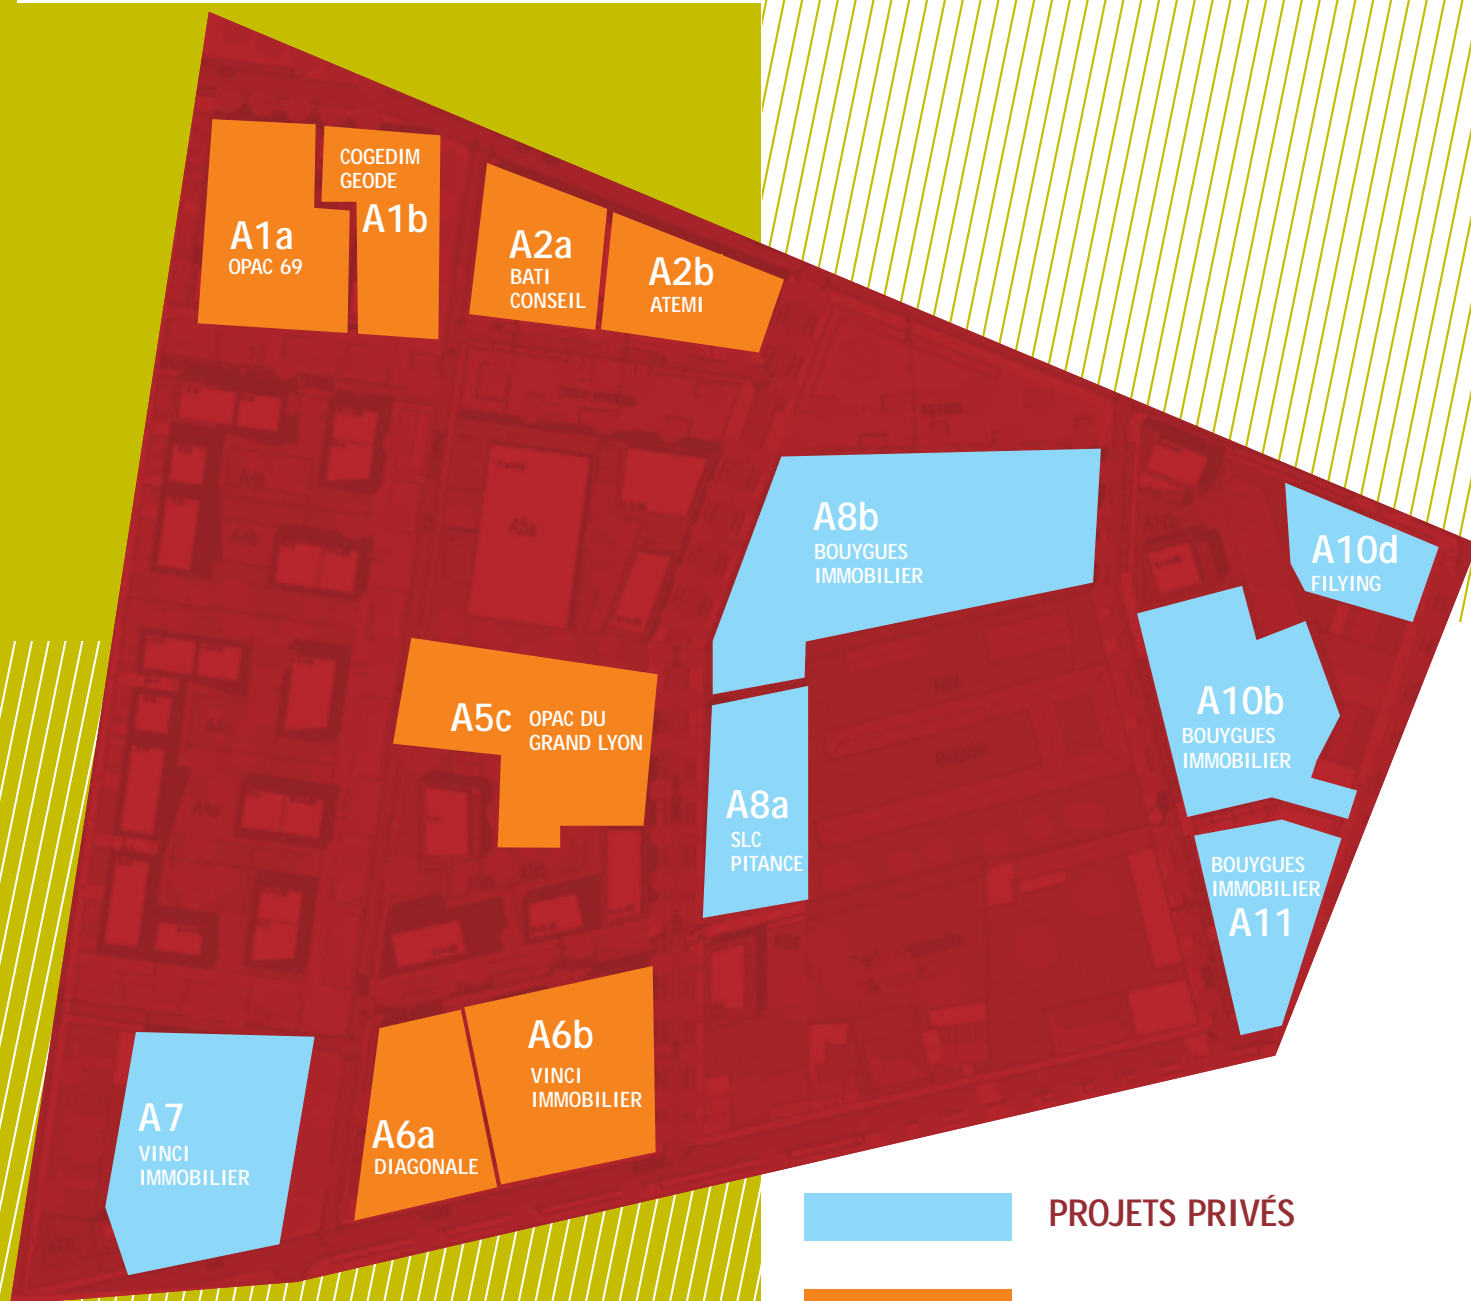 COGEDIM
GEODE
A1b
A1a
OPAC 69
A2a
BATI
CONSEIL
A2b
ATEMI
A8b
BOUYGUES
IMMOBILIER
A10d
FILYING
A5c
OPAC DU
GRAND LYON
A10b
BOUYGUES
IMMOBILIER
A8a
SLC
PITANCE
BOUYGUES
IMMOBILIER
A11
A6b
VINCI
IMMOBILIER
A7
VINCI
IMMOBILIER
A6a
DIAGONALE
PROJETS PRIVÉS